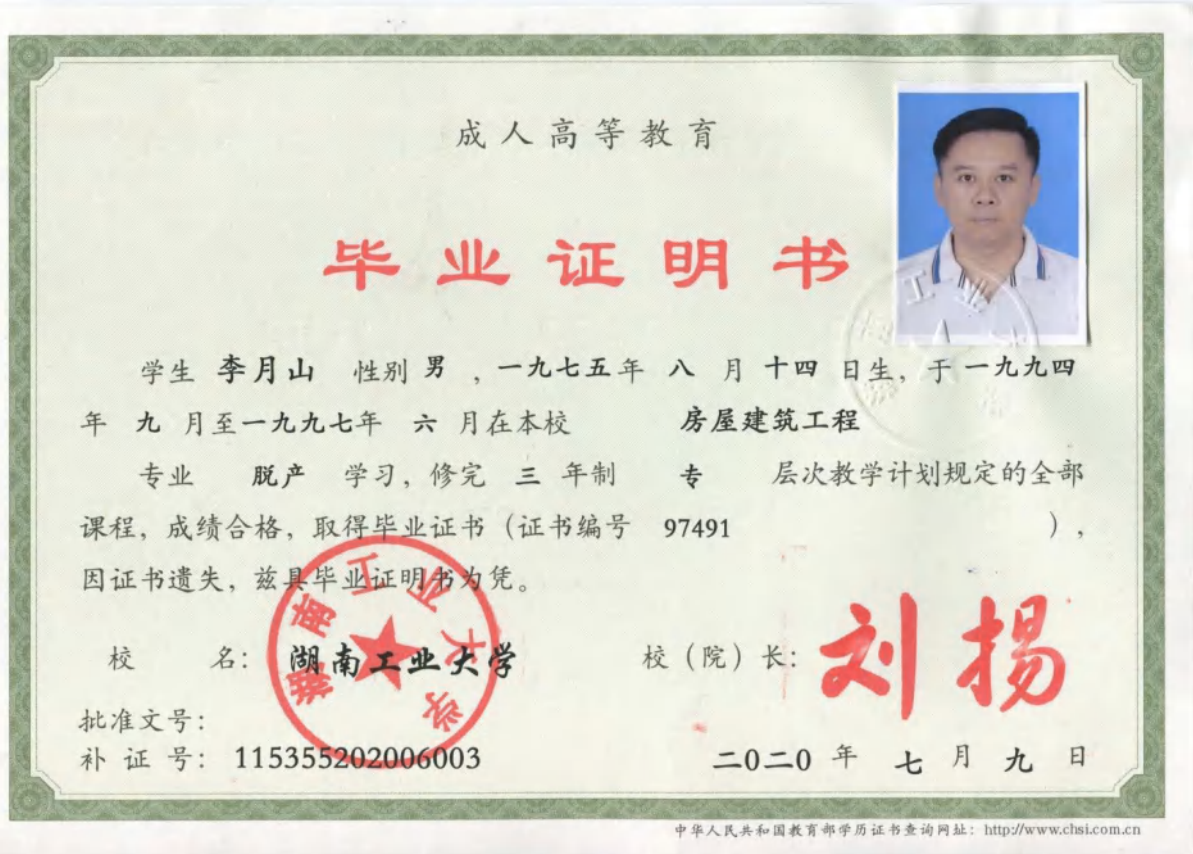 成人高等教育
毕业证明书
学生 李月山 性别 男 ，一九七五年 八 月 十四 日生，于一九九四
年 九 月至一九九七年 六 月在本校 房屋建筑工程
专业 脱产 学习，修完 三 年制 专 层次教学计划规定的全部
课程，成绩合格，取得毕业证书（证书编号 97491 ），
因证书遗失，兹具毕业证明书为凭。
校 名：湖南工业大学 校（院）长：刘扬
湖南工业大学
批准文号：
补 证 号：115355202006003 二〇二〇 年 七 月 九 日
中华人民共和国教育部学历证书查询网址：http://www.chsi.com.cn